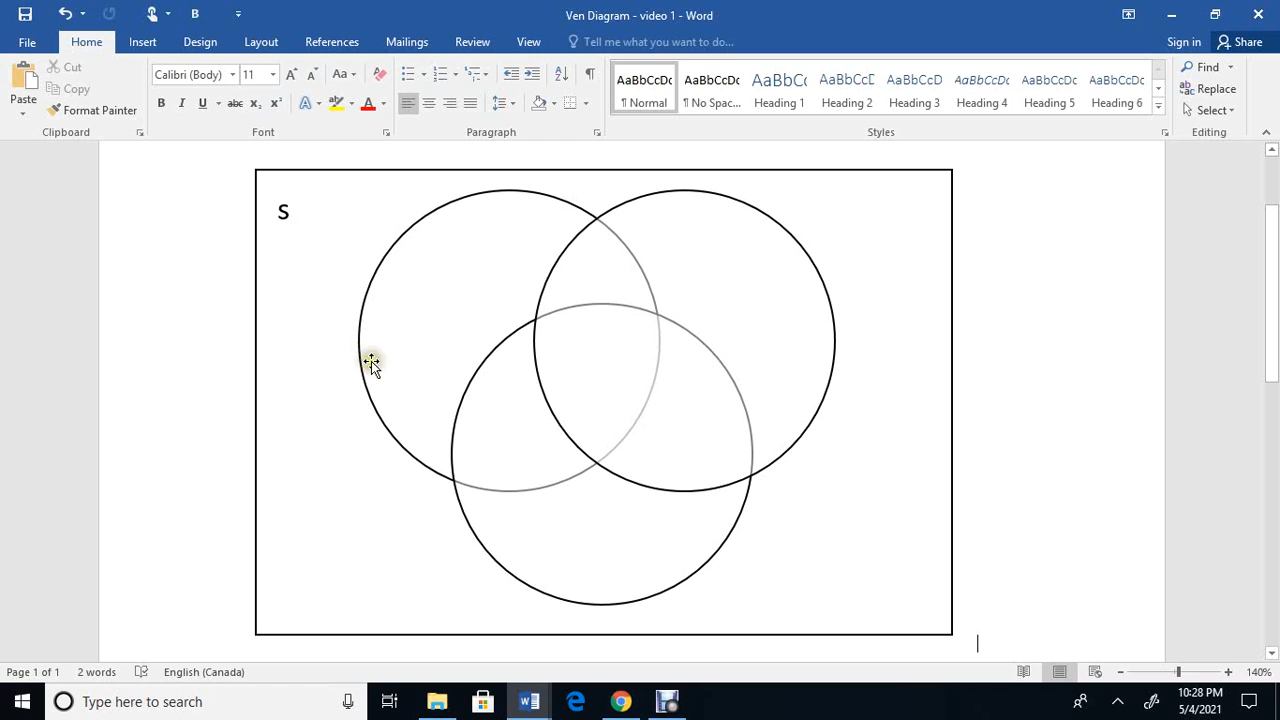 Ven Diagram - video 1 - Word
File Home Insert Design Layout References Mailings Review View Tell me what you want to do... Sign in Share
Paste Cut Copy Format Painter
Calibri (Body) 11
AaBbCcDc AaBbCcDc AaBbCc AaBbCcD AaBbCcD AaBbCcD AaBbCcDc AaBbCcDc
¶ Normal ¶ No Spac... Heading 1 Heading 2 Heading 3 Heading 4 Heading 5 Heading 6
Find Replace Select
Clipboard Font Paragraph Styles Editing
S
Page 1 of 1 2 words English (Canada) 140%
Type here to search
10:28 PM
5/4/2021